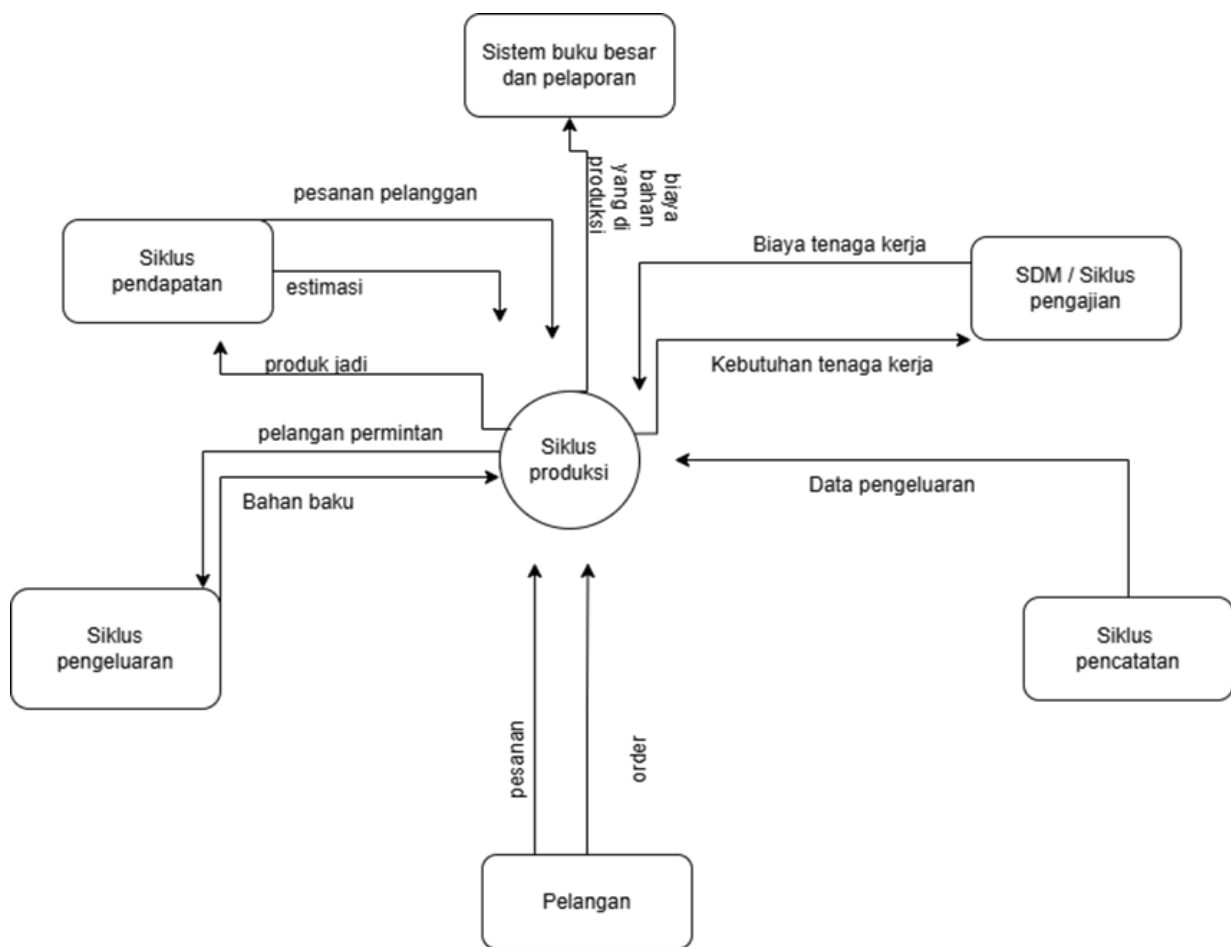 Sistem buku besar
dan pelaporan
biaya
bahan
yang di
produksi
pesanan pelanggan
Siklus
pendapatan
estimasi
Biaya tenaga kerja
SDM / Siklus
pengajian
produk jadi
Kebutuhan tenaga kerja
pelangan permintan
Siklus
produksi
Bahan baku
Data pengeluaran
Siklus
pengeluaran
Siklus
pencatatan
pesanan
order
Pelangan